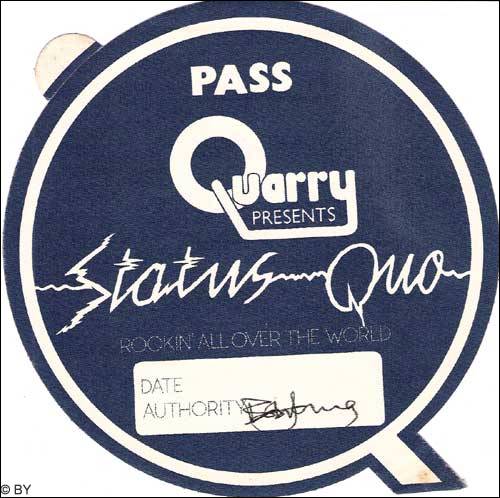 PASS
Quarry
PRESENTS
Status Quo
ROCKIN' ALL OVER THE WORLD
DATE
AUTHORITY
© BY